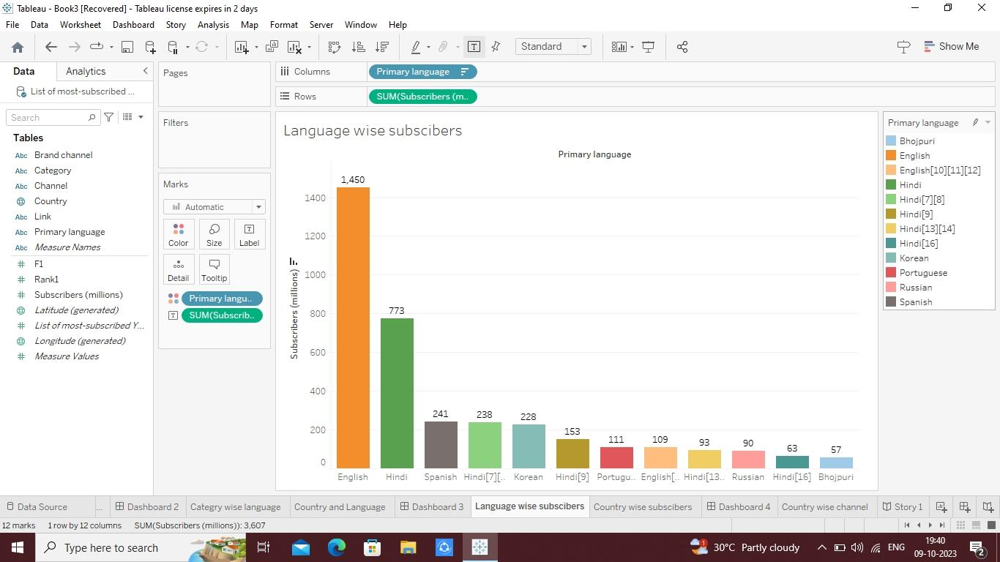 Tableau - Book3 [Recovered] - Tableau license expires in 2 days
File Data Worksheet Dashboard Story Analysis Map Format Server Window Help
Standard
Show Me
Data Analytics
List of most-subscribed ...
Search
Tables
Abc Brand channel
Abc Category
Abc Channel
Country
Abc Link
Abc Primary language
Abc Measure Names
F1
Rank1
Subscribers (millions)
Latitude (generated)
List of most-subscribed Y...
Longitude (generated)
Measure Values
Pages
Filters
Marks
Automatic
Color Size Label
Detail Tooltip
Primary langu..
SUM(Subscrib..
Columns Primary language
Rows SUM(Subscribers (m..
Language wise subscibers
Primary language
Subscribers (millions)
1400
1200
1000
800
600
400
200
0
1,450
773
241
238
228
153
111
109
93
90
63
57
English Hindi Spanish Hindi[7][.. Korean Hindi[9] Portugu.. English[.. Hindi[13.. Russian Hindi[16] Bhojpuri
Primary language
Bhojpuri
English
English[10][11][12]
Hindi
Hindi[7][8]
Hindi[9]
Hindi[13][14]
Hindi[16]
Korean
Portuguese
Russian
Spanish
Data Source ... Dashboard 2 Categry wise language Country and Language Dashboard 3 Language wise subscibers Country wise subscibers Dashboard 4 Country wise channel Story 1
12 marks 1 row by 12 columns SUM(Subscribers (millions)): 3,607
Type here to search
1
30°C Partly cloudy
ENG
19:40
09-10-2023
2